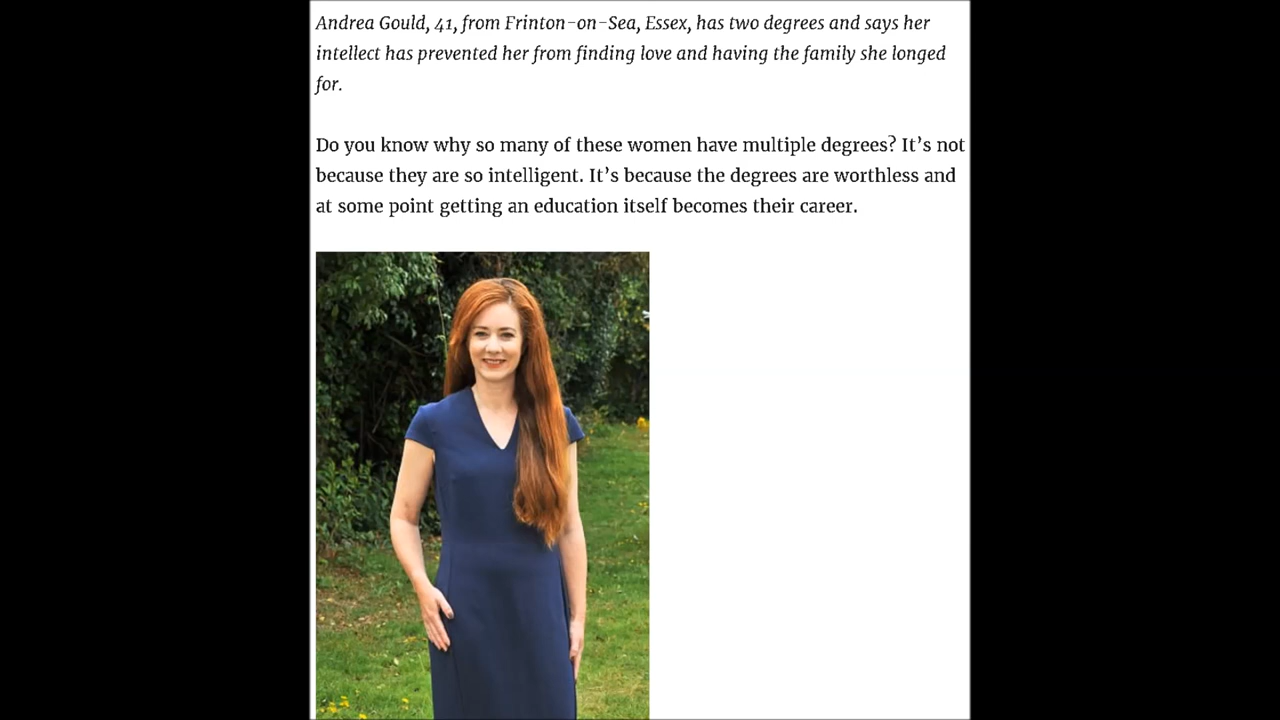 Andrea Gould, 41, from Frinton-on-Sea, Essex, has two degrees and says her
intellect has prevented her from finding love and having the family she longed
for.
Do you know why so many of these women have multiple degrees? It’s not
because they are so intelligent. It’s because the degrees are worthless and
at some point getting an education itself becomes their career.